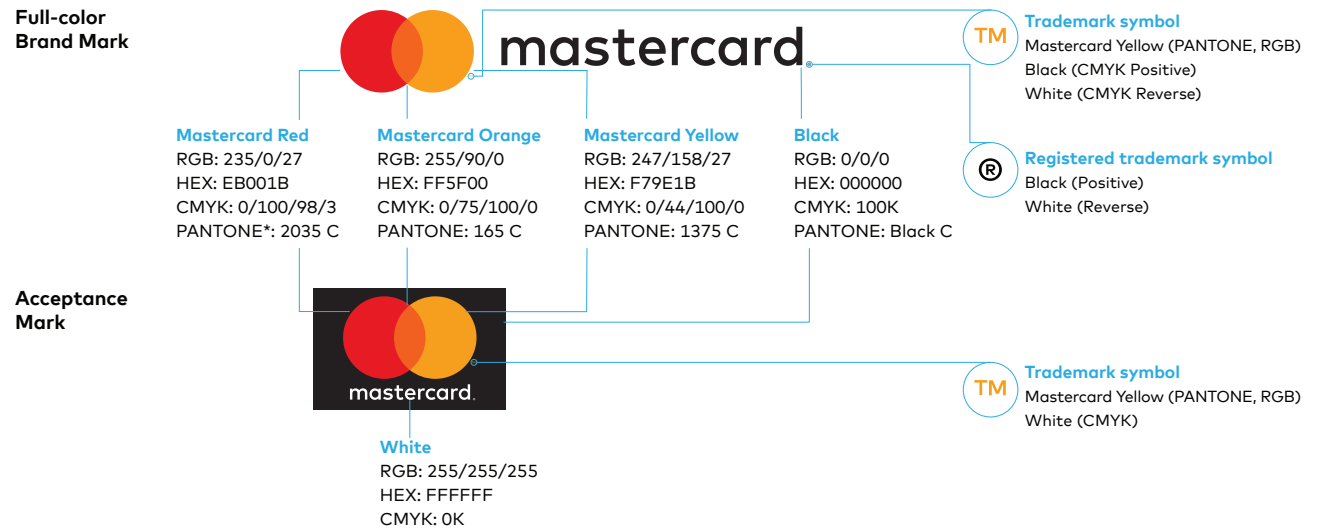 Full-color
Brand Mark
mastercard®
TM
Trademark symbol
Mastercard Yellow (PANTONE, RGB)
Black (CMYK Positive)
White (CMYK Reverse)
®
Registered trademark symbol
Black (Positive)
White (Reverse)
Mastercard Red
RGB: 235/0/27
HEX: EB001B
CMYK: 0/100/98/3
PANTONE*: 2035 C
Mastercard Orange
RGB: 255/90/0
HEX: FF5F00
CMYK: 0/75/100/0
PANTONE: 165 C
Mastercard Yellow
RGB: 247/158/27
HEX: F79E1B
CMYK: 0/44/100/0
PANTONE: 1375 C
Black
RGB: 0/0/0
HEX: 000000
CMYK: 100K
PANTONE: Black C
Acceptance
Mark
mastercard.
TM
Trademark symbol
Mastercard Yellow (PANTONE, RGB)
White (CMYK)
White
RGB: 255/255/255
HEX: FFFFFF
CMYK: 0K